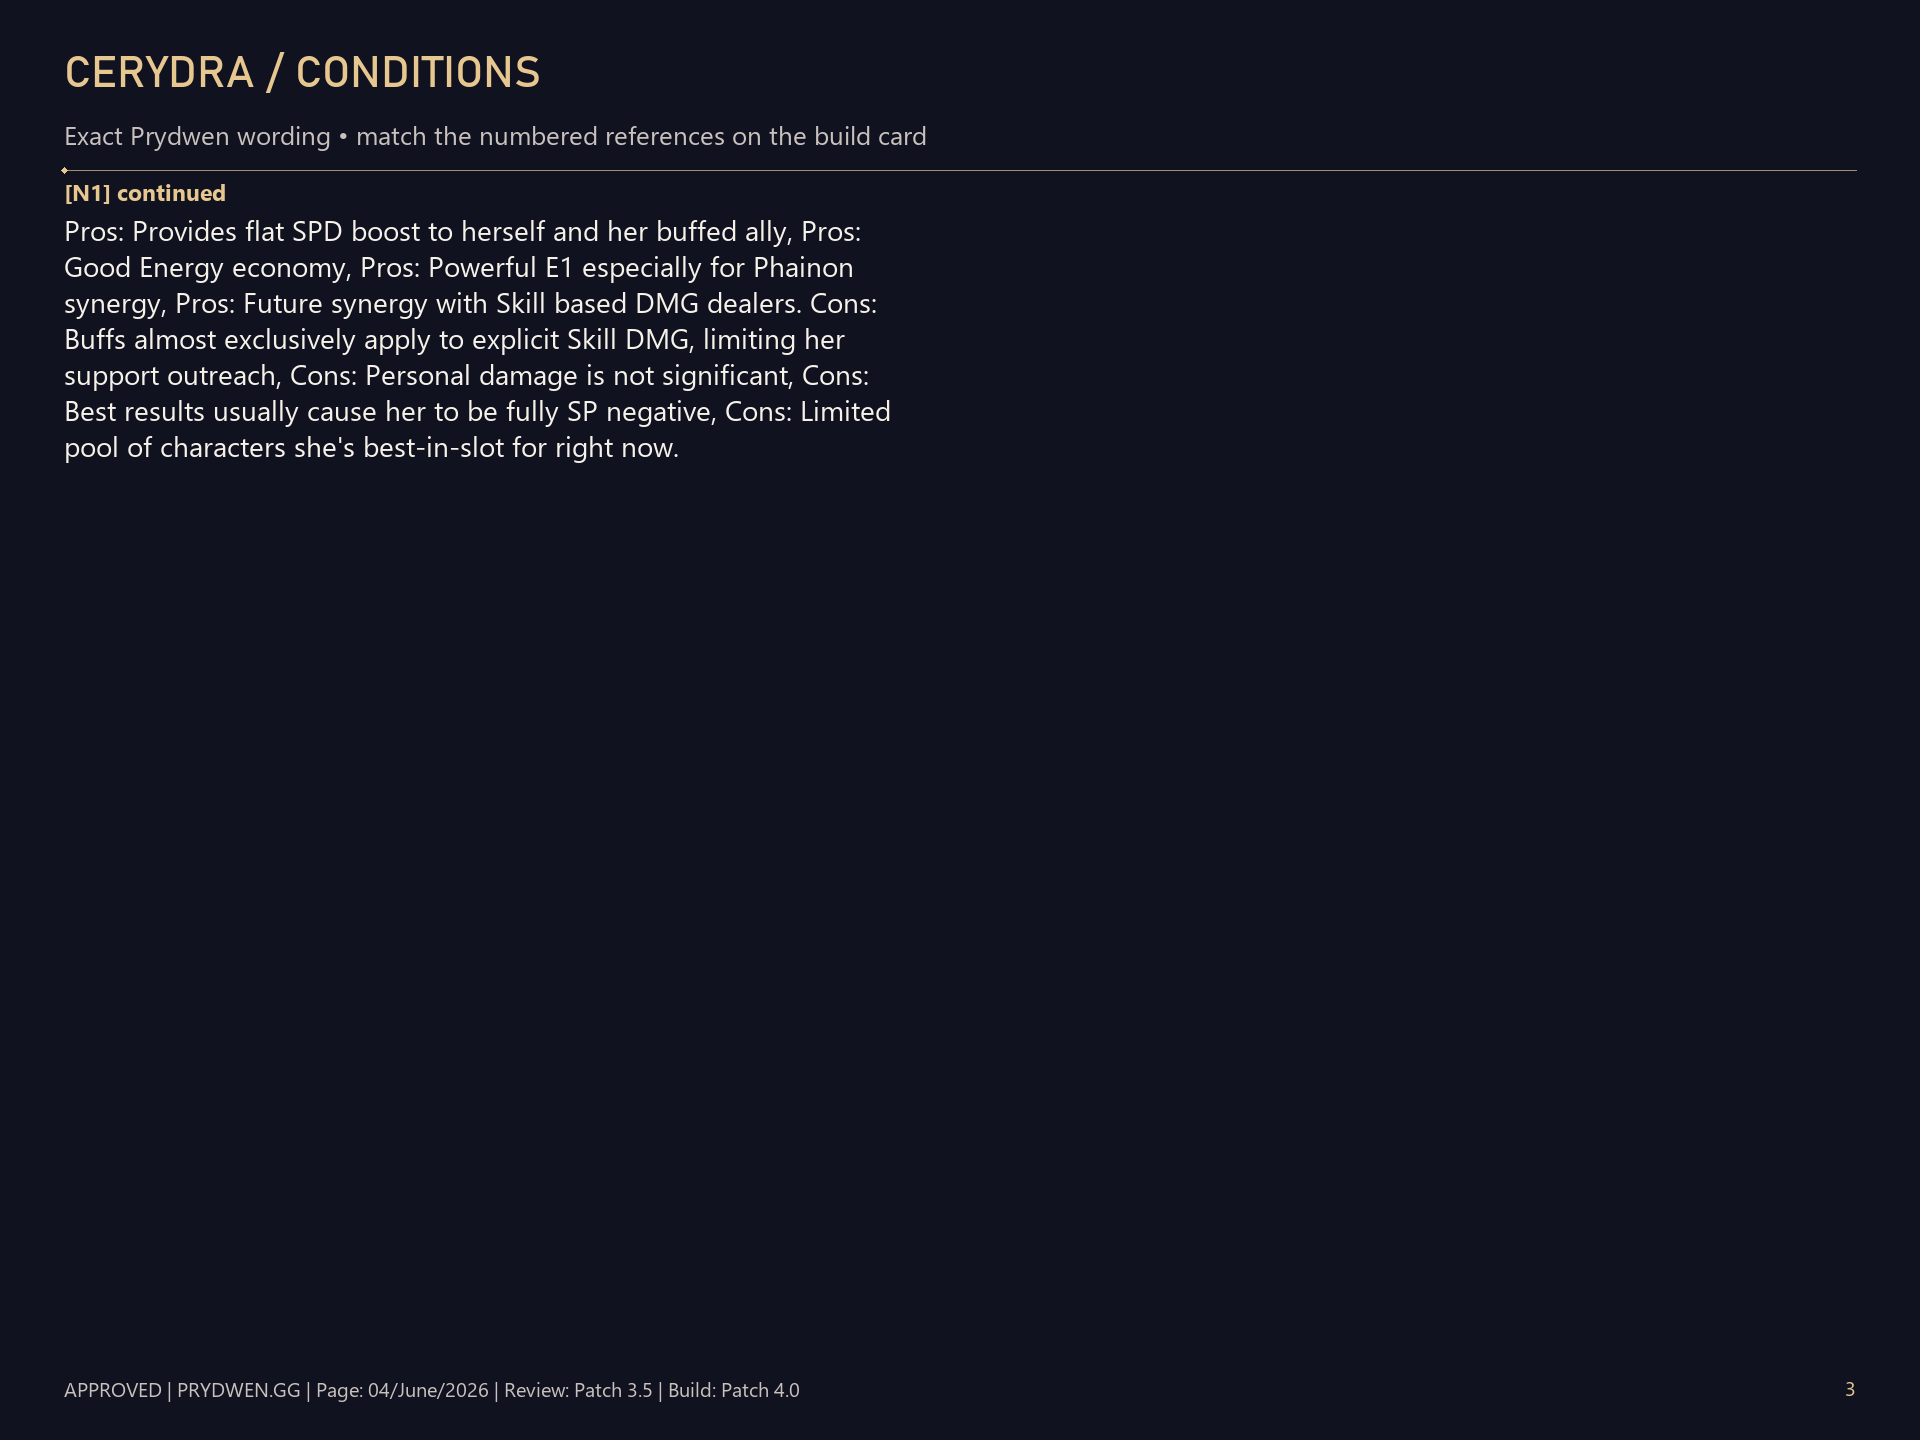 CERYDRA / CONDITIONS
Exact Prydwen wording • match the numbered references on the build card
[N1] continued
Pros: Provides flat SPD boost to herself and her buffed ally, Pros:
Good Energy economy, Pros: Powerful E1 especially for Phainon
synergy, Pros: Future synergy with Skill based DMG dealers. Cons:
Buffs almost exclusively apply to explicit Skill DMG, limiting her
support outreach, Cons: Personal damage is not significant, Cons:
Best results usually cause her to be fully SP negative, Cons: Limited
pool of characters she's best-in-slot for right now.
APPROVED | PRYDWEN.GG | Page: 04/June/2026 | Review: Patch 3.5 | Build: Patch 4.0
3